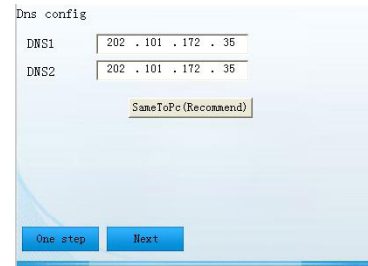 Dns config
DNS1 202 . 101 . 172 . 35
DNS2 202 . 101 . 172 . 35
SameToPc(Recommend)
One step Next